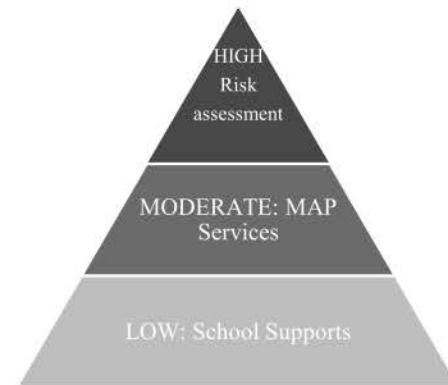 HIGH
Risk
assessment
MODERATE: MAP
Services
LOW: School Supports